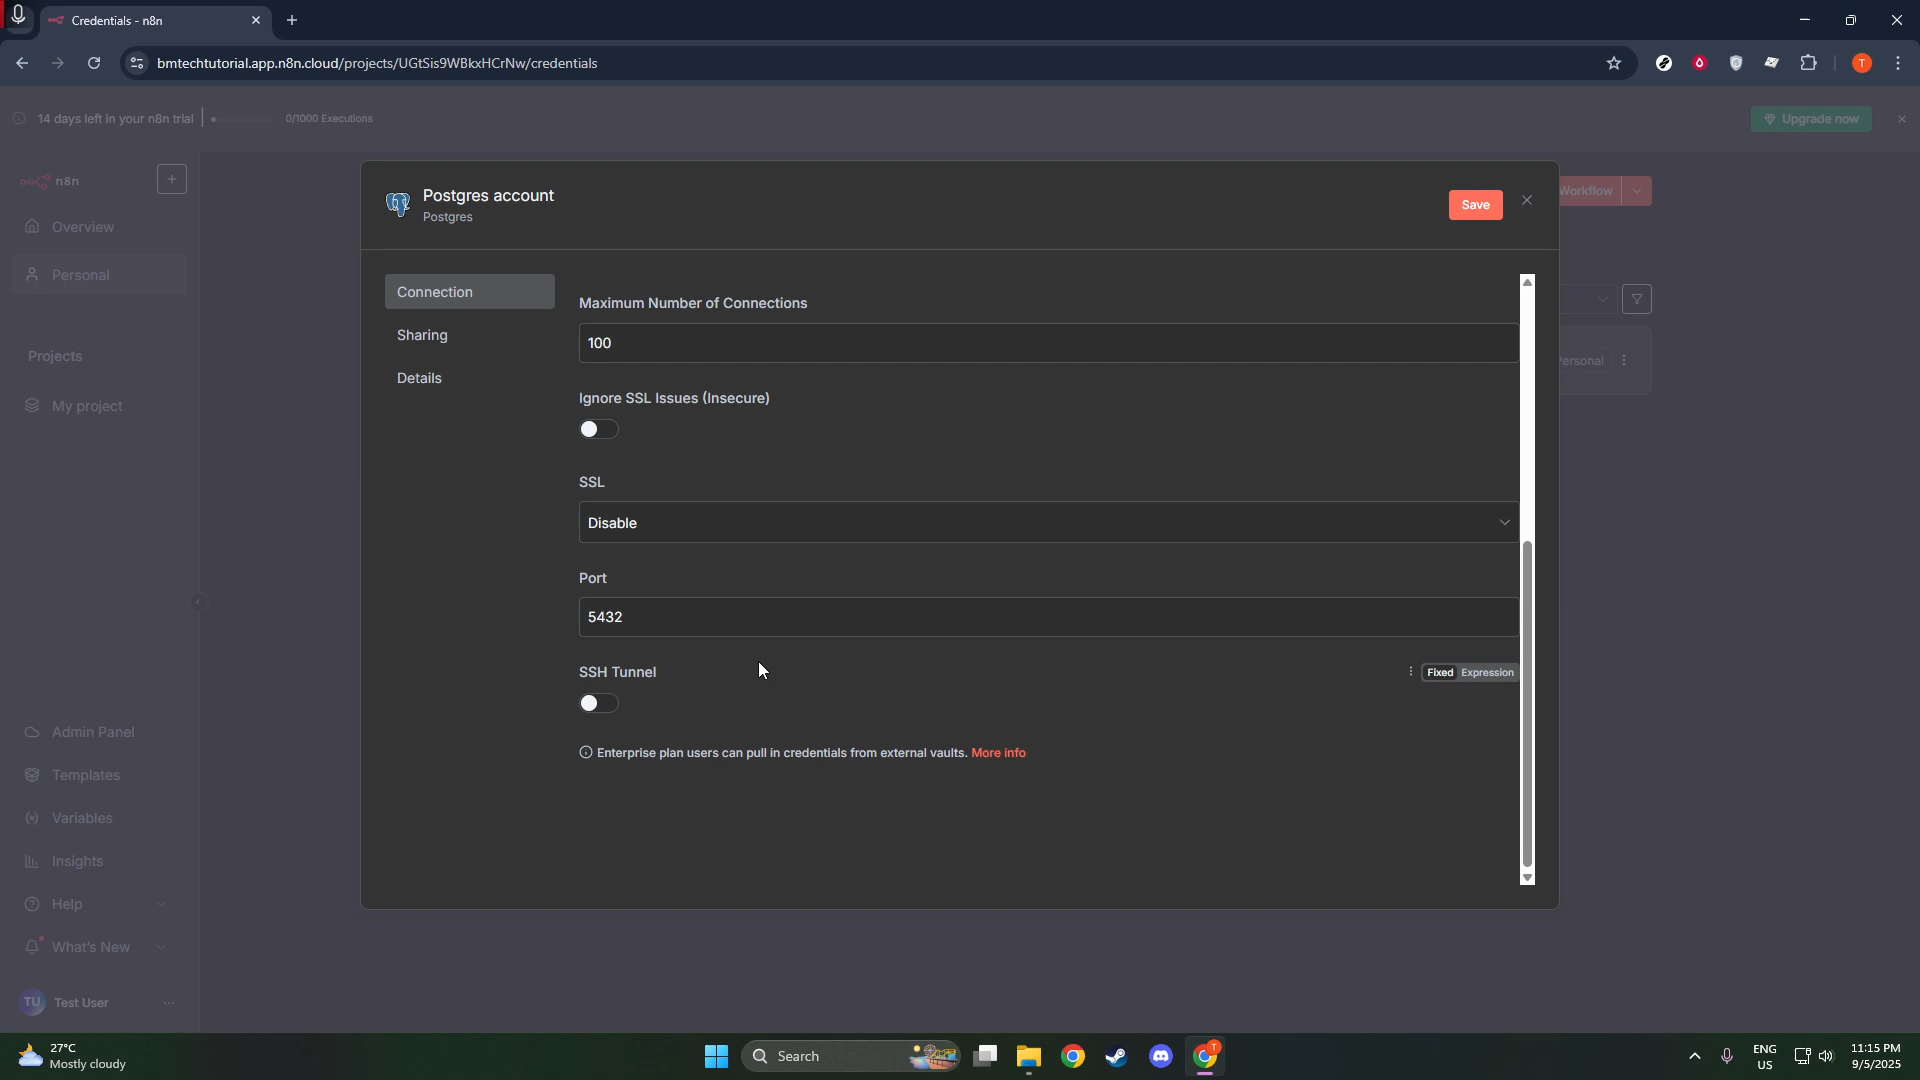 Credentials - n8n
bmtechtutorial.app.n8n.cloud/projects/UGtSis9WBkxHCrNw/credentials
T
14 days left in your n8n trial
0/1000 Executions
Upgrade now
n8n
Overview
Personal
Projects
My project
Admin Panel
Templates
Variables
Insights
Help
What's New
TU Test User
Workflow
Personal
Postgres account
Postgres
Save
Connection
Sharing
Details
Maximum Number of Connections
100
Ignore SSL Issues (Insecure)
SSL
Disable
Port
5432
SSH Tunnel
Fixed Expression
Enterprise plan users can pull in credentials from external vaults. More info
27°C
Mostly cloudy
Search
T
ENG
US
11:15 PM
9/5/2025